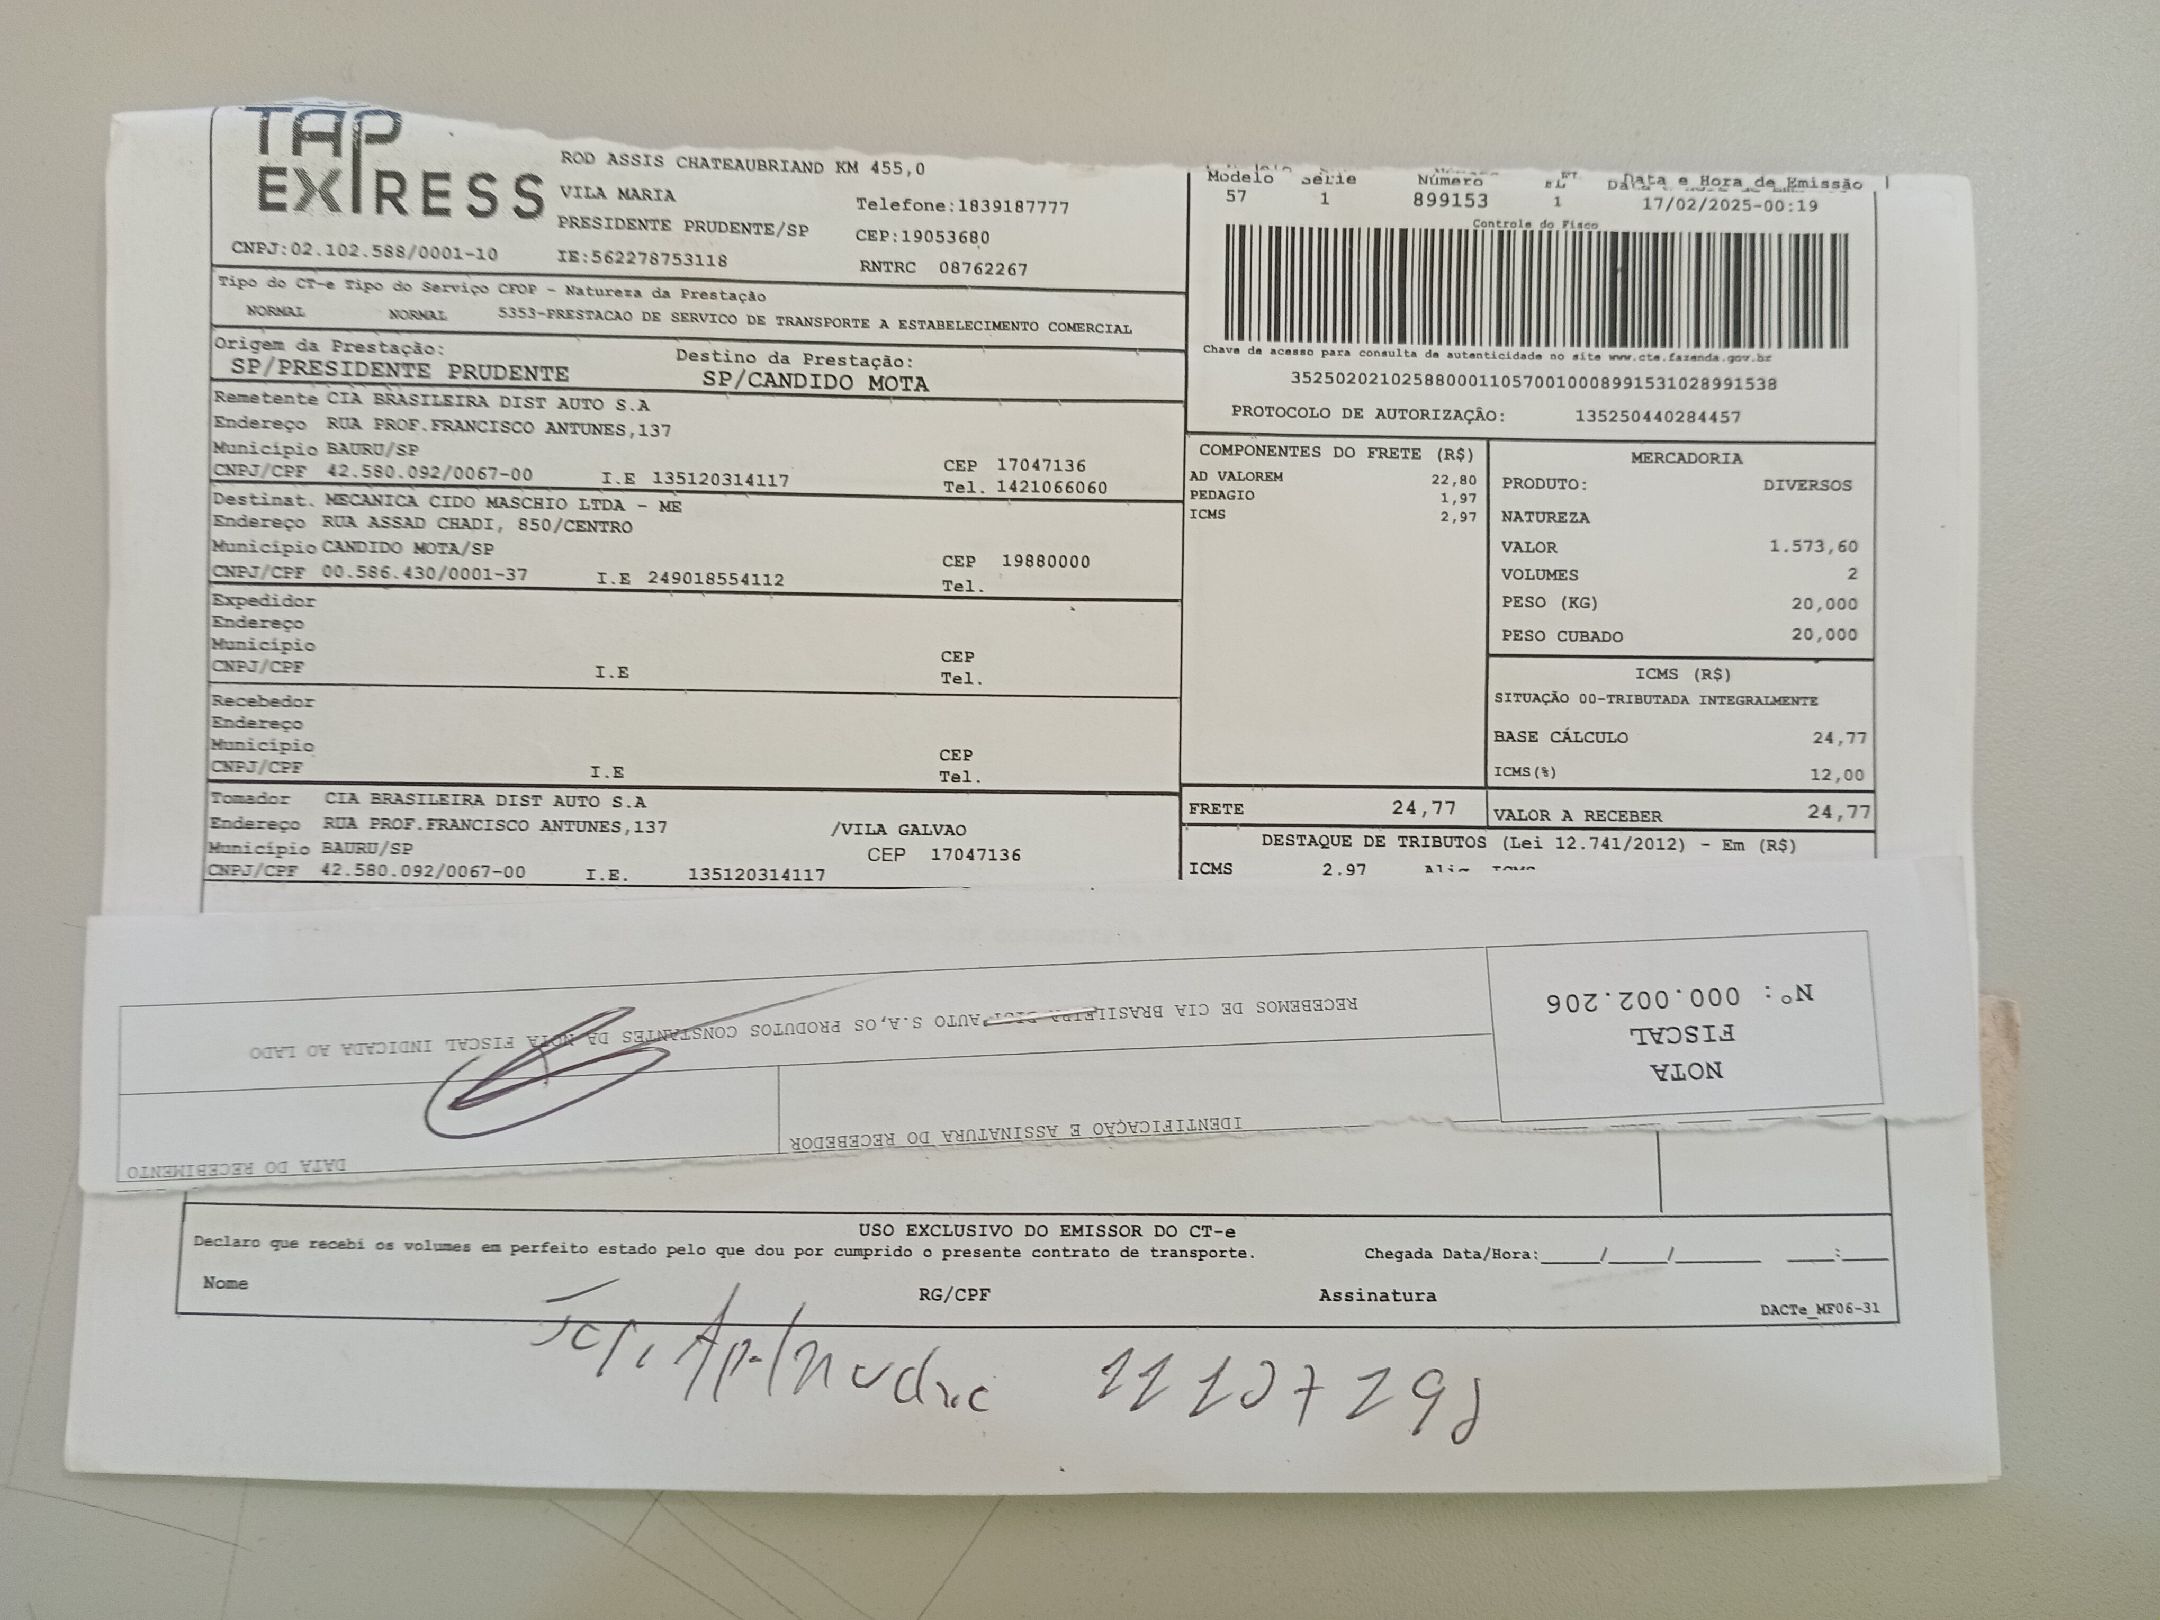 TAP
EXPRESS
ROD ASSIS CHATEAUBRIAND KM 455,0
VILA MARIA
Telefone:1839187777
PRESIDENTE PRUDENTE/SP
CEP:19053680
CNPJ:02.102.588/0001-10
IE:562278753118
RNTRC 08762267
Modelo Série Número Data e Hora de Emissão
57 1 899153 1 17/02/2025-00:19
Controle do Fisco
Chave de acesso para consulta de autenticidade no site www.cte.fazenda.gov.br
35250202102588000110570010008991531028991538
PROTOCOLO DE AUTORIZAÇÃO: 135250440284457
Tipo do CT-e Tipo do Serviço CFOP - Natureza da Prestação
NORMAL NORMAL 5353-PRESTACAO DE SERVICO DE TRANSPORTE A ESTABELECIMENTO COMERCIAL
Origem da Prestação: Destino da Prestação:
SP/PRESIDENTE PRUDENTE SP/CANDIDO MOTA
Remetente CIA BRASILEIRA DIST AUTO S.A
Endereço RUA PROF.FRANCISCO ANTUNES,137
Município BAURU/SP CEP 17047136
CNPJ/CPF 42.580.092/0067-00 I.E 135120314117 Tel. 1421066060
Destinat. MECANICA CIDO MASCHIO LTDA - ME
Endereço RUA ASSAD CHADI, 850/CENTRO
Município CANDIDO MOTA/SP CEP 19880000
CNPJ/CPF 00.586.430/0001-37 I.E 249018554112 Tel.
Expedidor
Endereço
Município CEP
CNPJ/CPF I.E Tel.
Recebedor
Endereço
Município CEP
CNPJ/CPF I.E Tel.
Tomador CIA BRASILEIRA DIST AUTO S.A
Endereço RUA PROF.FRANCISCO ANTUNES,137 /VILA GALVAO
Município BAURU/SP CEP 17047136
CNPJ/CPF 42.580.092/0067-00 I.E. 135120314117
COMPONENTES DO FRETE (R$)
AD VALOREM 22,80
PEDAGIO 1,97
ICMS 2,97
MERCADORIA
PRODUTO: DIVERSOS
NATUREZA
VALOR 1.573,60
VOLUMES 2
PESO (KG) 20,000
PESO CUBADO 20,000
ICMS (R$)
SITUAÇÃO 00-TRIBUTADA INTEGRALMENTE
BASE CÁLCULO 24,77
ICMS(%) 12,00
FRETE 24,77
VALOR A RECEBER 24,77
DESTAQUE DE TRIBUTOS (Lei 12.741/2012) - Em (R$)
ICMS 2.97
RECEBEMOS DE CIA BRASILEIRA DIST AUTO S.A,OS PRODUTOS CONSTANTES DA NOTA FISCAL INDICADA AO LADO
NOTA
FISCAL
Nº: 000.002.206
DATA DO RECEBIMENTO
IDENTIFICAÇÃO E ASSINATURA DO RECEBEDOR
USO EXCLUSIVO DO EMISSOR DO CT-e
Declaro que recebi os volumes em perfeito estado pelo que dou por cumprido o presente contrato de transporte.
Chegada Data/Hora:_____/_____/_______ ____:____
Nome RG/CPF Assinatura
DACTe_MF06-31